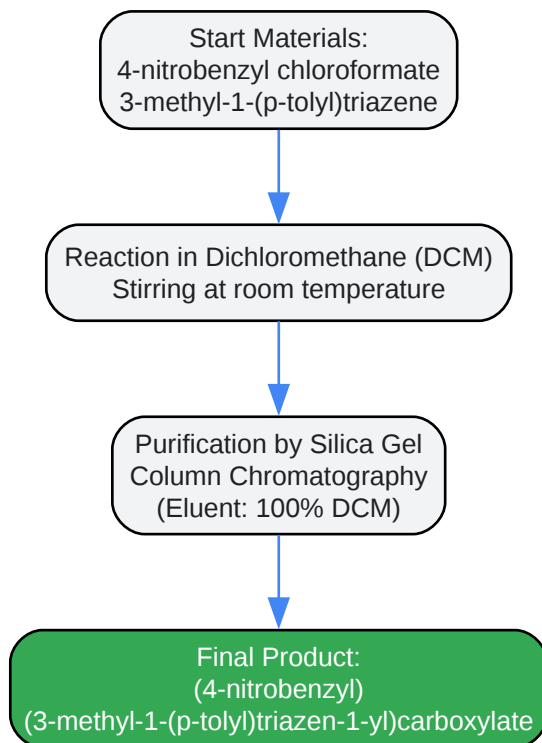 Start Materials:
4-nitrobenzyl chloroformate
3-methyl-1-(p-tolyl)triazene
Reaction in Dichloromethane (DCM)
Stirring at room temperature
Purification by Silica Gel
Column Chromatography
(Eluent: 100% DCM)
Final Product:
(4-nitrobenzyl)
(3-methyl-1-(p-tolyl)triazen-1-yl)carboxylate